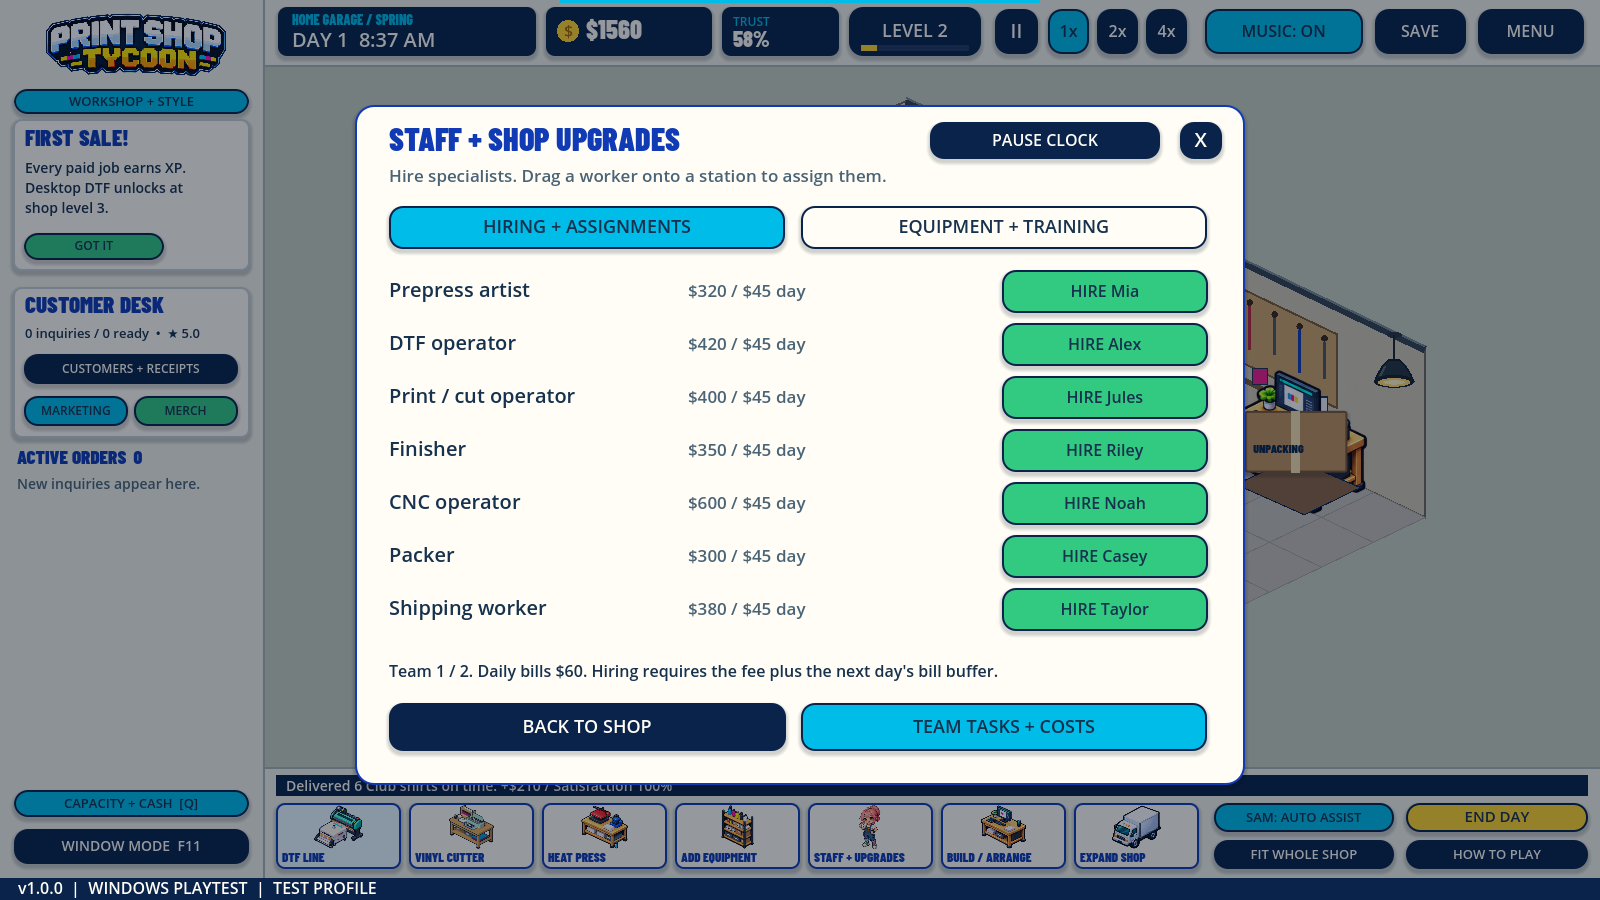 PRINT SHOP
TYCOON
HOME GARAGE / SPRING
DAY 1 8:37 AM
$1560
TRUST
58%
LEVEL 2
1x
2x
4x
MUSIC: ON
SAVE
MENU
WORKSHOP + STYLE
FIRST SALE!
Every paid job earns XP.
Desktop DTF unlocks at
shop level 3.
GOT IT
CUSTOMER DESK
0 inquiries / 0 ready • ★ 5.0
CUSTOMERS + RECEIPTS
MARKETING
MERCH
ACTIVE ORDERS 0
New inquiries appear here.
CAPACITY + CASH [Q]
WINDOW MODE F11
STAFF + SHOP UPGRADES
PAUSE CLOCK
X
Hire specialists. Drag a worker onto a station to assign them.
HIRING + ASSIGNMENTS
EQUIPMENT + TRAINING
Prepress artist $320 / $45 day HIRE Mia
DTF operator $420 / $45 day HIRE Alex
Print / cut operator $400 / $45 day HIRE Jules
Finisher $350 / $45 day HIRE Riley
CNC operator $600 / $45 day HIRE Noah
Packer $300 / $45 day HIRE Casey
Shipping worker $380 / $45 day HIRE Taylor
Team 1 / 2. Daily bills $60. Hiring requires the fee plus the next day's bill buffer.
BACK TO SHOP
TEAM TASKS + COSTS
UNPACKING
Delivered 6 Club shirts on time. +$210 / Satisfaction 100%
DTF LINE
VINYL CUTTER
HEAT PRESS
ADD EQUIPMENT
STAFF + UPGRADES
BUILD / ARRANGE
EXPAND SHOP
SAM: AUTO ASSIST
END DAY
FIT WHOLE SHOP
HOW TO PLAY
v1.0.0 | WINDOWS PLAYTEST | TEST PROFILE